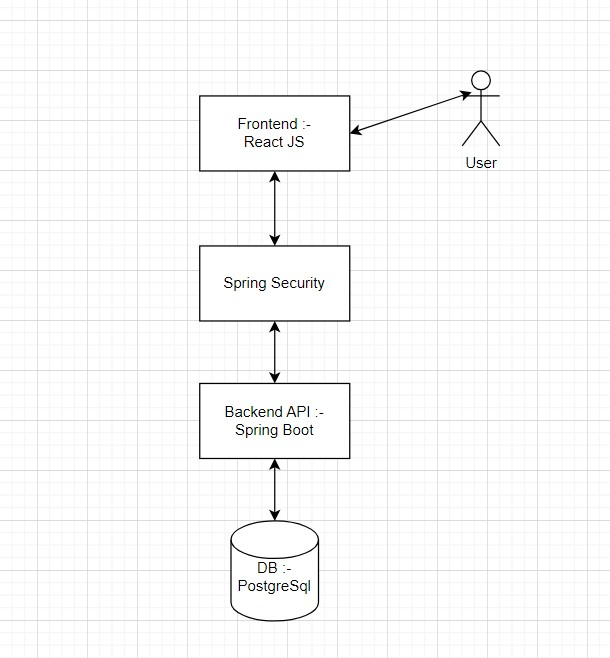 Frontend :-
React JS
User
Spring Security
Backend API :-
Spring Boot
DB :-
PostgreSql